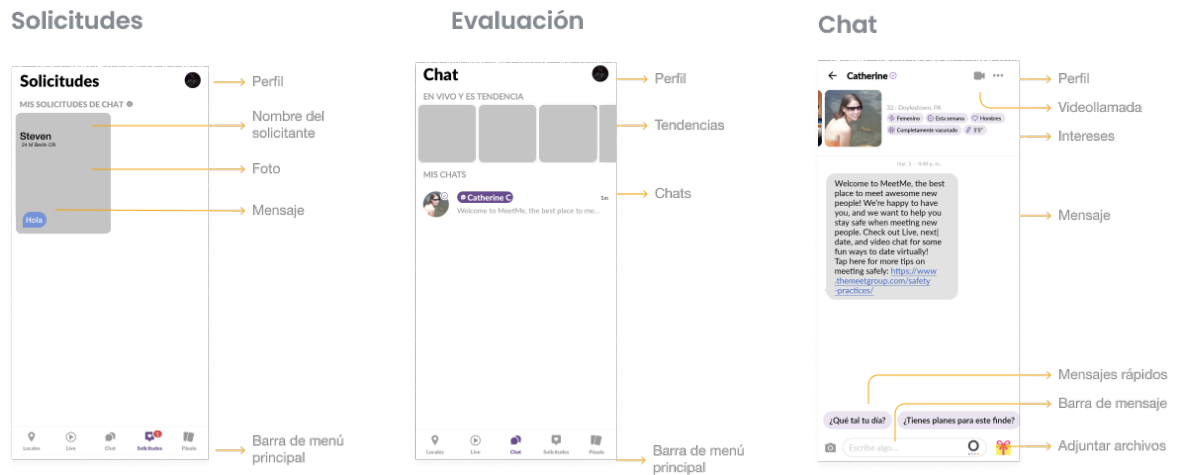 Solicitudes
Solicitudes
Perfil
MIS SOLICITUDES DE CHAT
Nombre del
solicitante
Steven
24 M Berlin CR
Foto
Mensaje
Hola
Locales
Live
Chat
1
Solicitudes
Pásalo
Barra de menú
principal
Evaluación
Chat
Perfil
EN VIVO Y ES TENDENCIA
Tendencias
MIS CHATS
Catherine C
1m
Welcome to MeetMe, the best place to me...
Chats
Locales
Live
Chat
Solicitudes
Pásalo
Barra de menú
principal
Chat
Catherine
Perfil
Videollamada
32 · Doylestown, PA
Femenino
Esta semana
Hombres
Completamente vacunado
5'5"
Intereses
mar. 5 · 4:48 p. m.
Welcome to MeetMe, the best
place to meet awesome new
people! We're happy to have
you, and we want to help you
stay safe when meeting new
people. Check out Live, next
date, and video chat for some
fun ways to date virtually!
Tap here for more tips on
meeting safely: https://www
.themeetgroup.com/safety
-practices/
Mensaje
Mensajes rápidos
Barra de mensaje
¿Qué tal tu día?
¿Tienes planes para este finde?
Escribe algo...
Adjuntar archivos